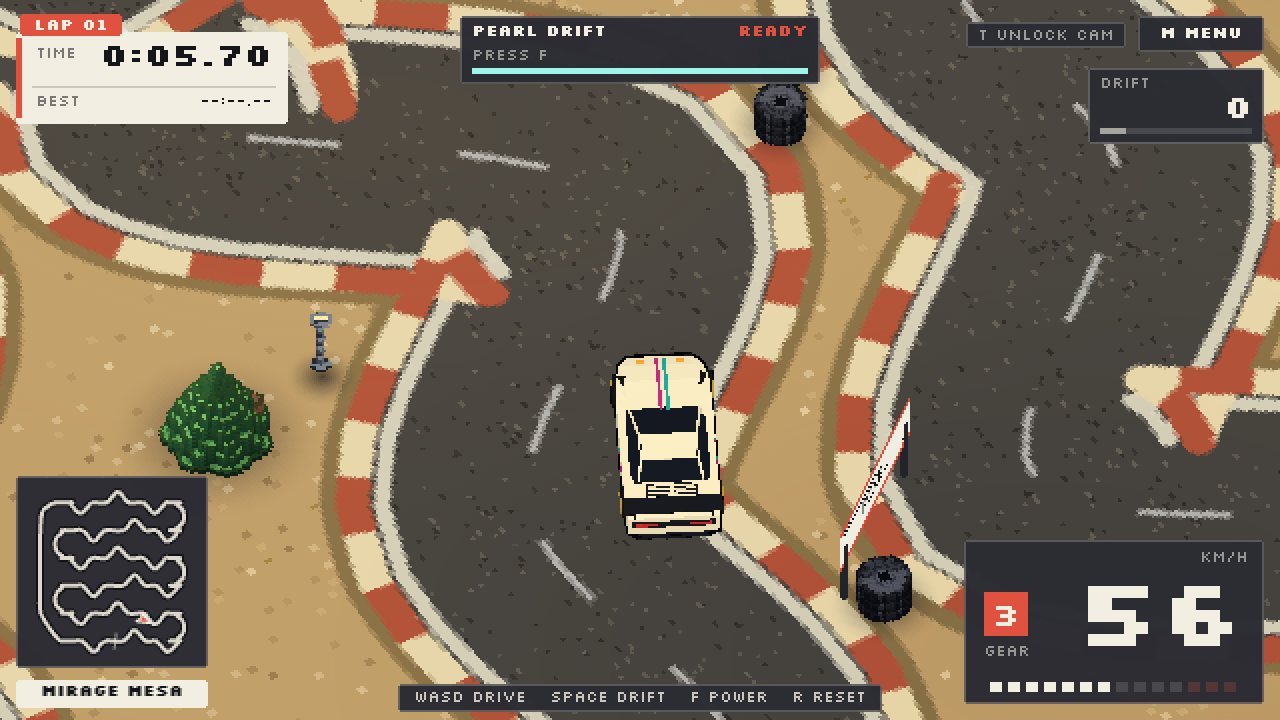 LAP 01
TIME 0:05.70
BEST --:--.--
PEARL DRIFT READY
PRESS F
T UNLOCK CAM
M MENU
DRIFT
0
KM/H
3
56
GEAR
MIRAGE MESA
WASD DRIVE SPACE DRIFT F POWER R RESET